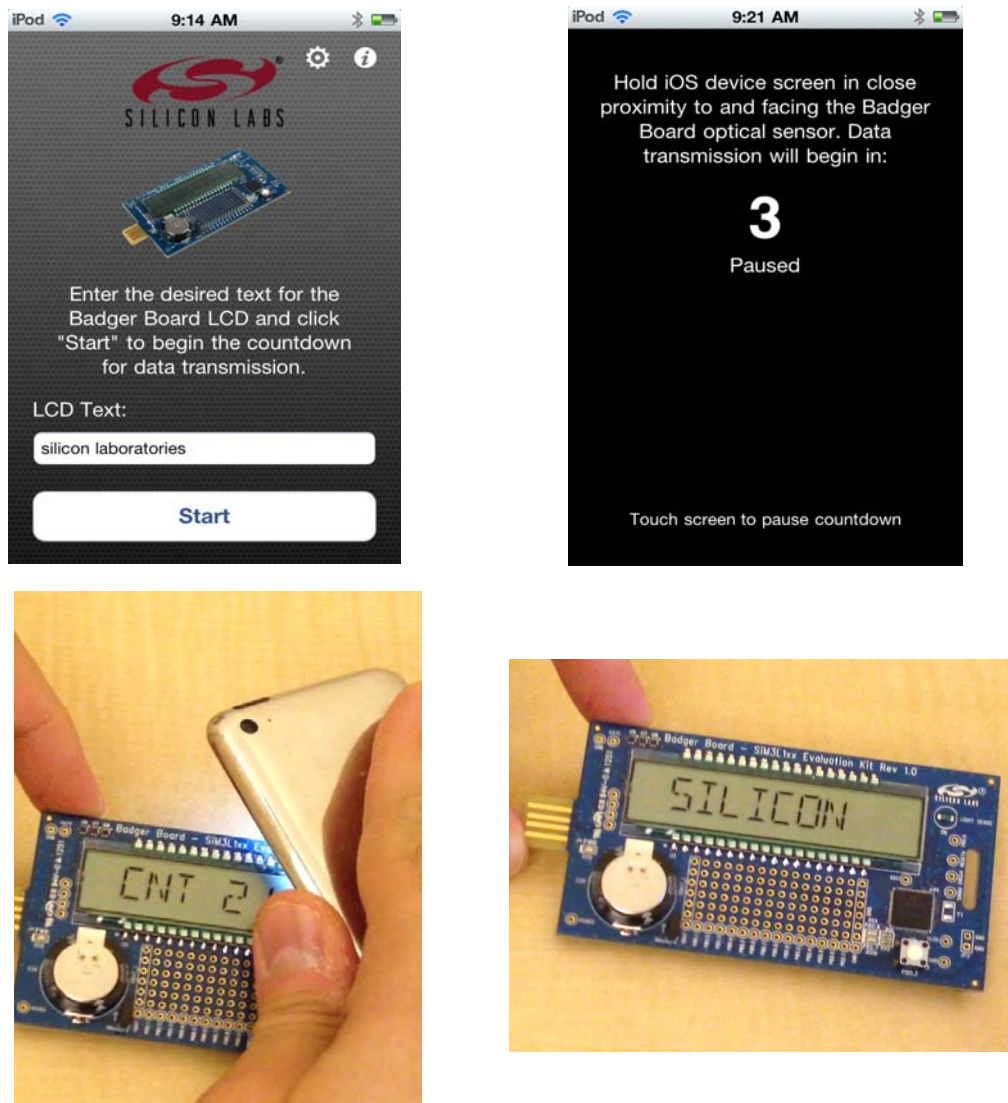 iPod 9:14 AM
SILICON LABS
Enter the desired text for the
Badger Board LCD and click
"Start" to begin the countdown
for data transmission.
LCD Text:
silicon laboratories
Start
iPod 9:21 AM
Hold iOS device screen in close
proximity to and facing the Badger
Board optical sensor. Data
transmission will begin in:
3
Paused
Touch screen to pause countdown
Badger Board - SiM3L1xx
CNT 2
Badger Board - SiM3L1xx Evaluation Kit Rev 1.0
SILICON
SILICON LABS
LIGHT SENSE